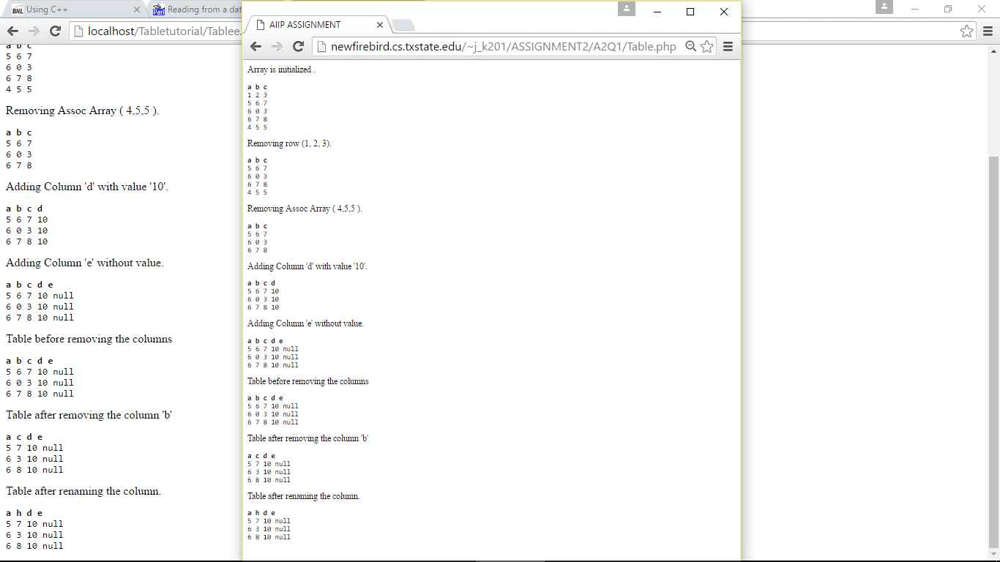 BNL Using C++
Perl Reading from a dat
localhost/Tabletutorial/Tablee.
a b c
5 6 7
6 0 3
6 7 8
4 5 5
Removing Assoc Array ( 4,5,5 ).
a b c
5 6 7
6 0 3
6 7 8
Adding Column 'd' with value '10'.
a b c d
5 6 7 10
6 0 3 10
6 7 8 10
Adding Column 'e' without value.
a b c d e
5 6 7 10 null
6 0 3 10 null
6 7 8 10 null
Table before removing the columns
a b c d e
5 6 7 10 null
6 0 3 10 null
6 7 8 10 null
Table after removing the column 'b'
a c d e
5 7 10 null
6 3 10 null
6 8 10 null
Table after renaming the column.
a h d e
5 7 10 null
6 3 10 null
6 8 10 null
AIIP ASSIGNMENT
newfirebird.cs.txstate.edu/~j_k201/ASSIGNMENT2/A2Q1/Table.php
Array is initialized .
a b c
1 2 3
5 6 7
6 0 3
6 7 8
4 5 5
Removing row (1, 2, 3).
a b c
5 6 7
6 0 3
6 7 8
4 5 5
Removing Assoc Array ( 4,5,5 ).
a b c
5 6 7
6 0 3
6 7 8
Adding Column 'd' with value '10'.
a b c d
5 6 7 10
6 0 3 10
6 7 8 10
Adding Column 'e' without value.
a b c d e
5 6 7 10 null
6 0 3 10 null
6 7 8 10 null
Table before removing the columns
a b c d e
5 6 7 10 null
6 0 3 10 null
6 7 8 10 null
Table after removing the column 'b'
a c d e
5 7 10 null
6 3 10 null
6 8 10 null
Table after renaming the column.
a h d e
5 7 10 null
6 3 10 null
6 8 10 null